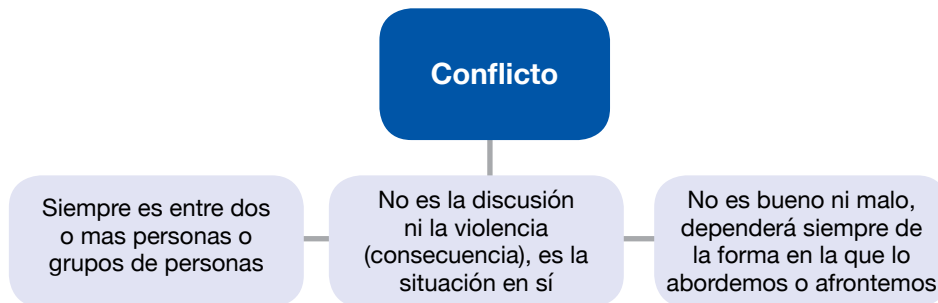 Conflicto
Siempre es entre dos
o mas personas o
grupos de personas
No es la discusión
ni la violencia
(consecuencia), es la
situación en sí
No es bueno ni malo,
dependerá siempre de
la forma en la que lo
abordemos o afrontemos